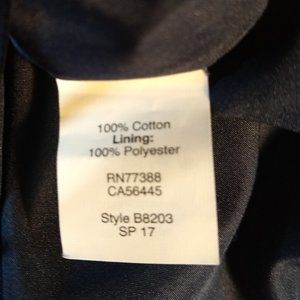 100% Cotton
Lining:
100% Polyester
RN77388
CA56445
Style B8203
SP 17